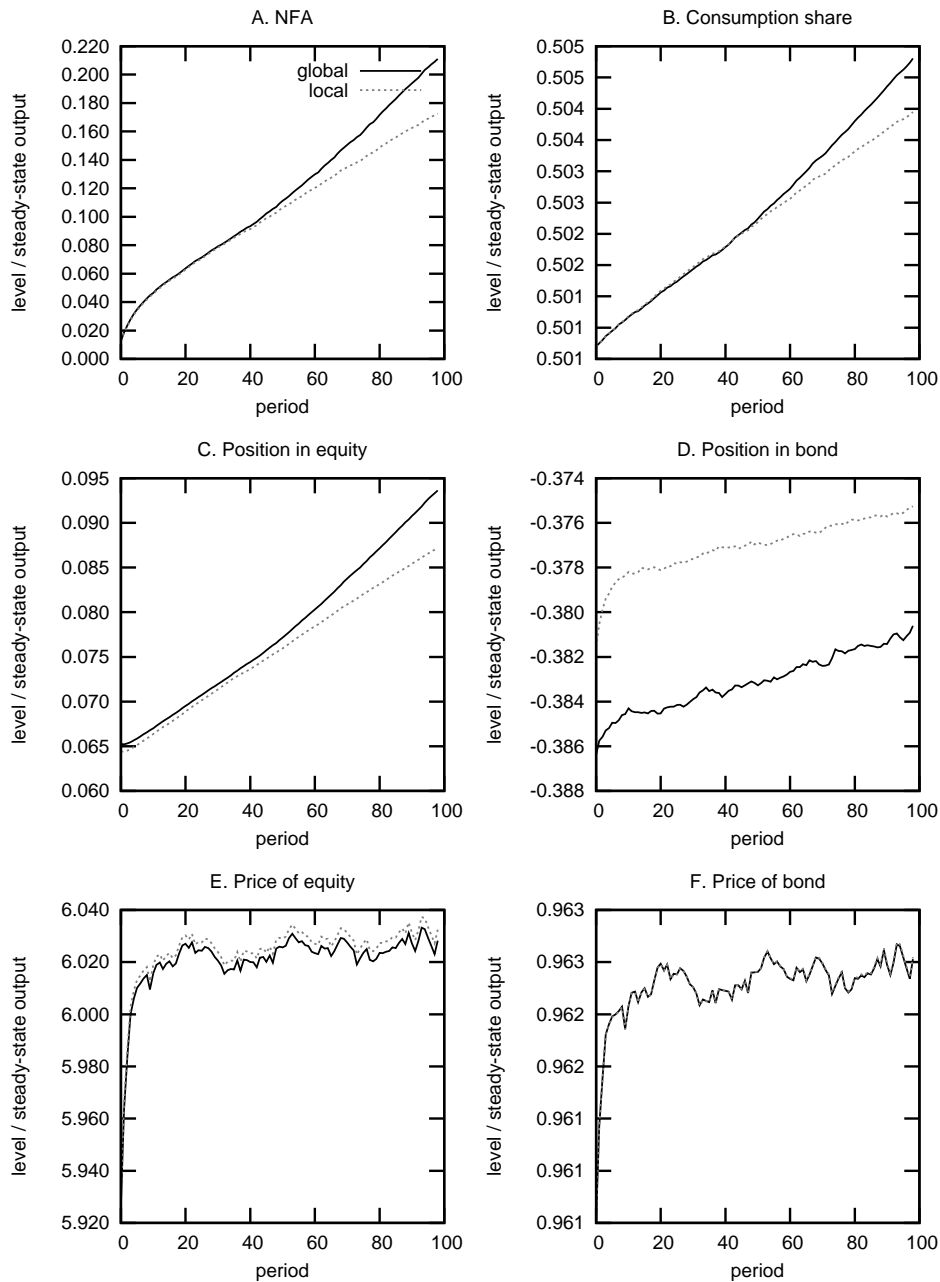 A. NFA
level / steady-state output
0.220
0.200
0.180
0.160
0.140
0.120
0.100
0.080
0.060
0.040
0.020
0.000
global
local
0 20 40 60 80 100
period
B. Consumption share
level / steady-state output
0.505
0.505
0.504
0.504
0.503
0.503
0.502
0.502
0.501
0.501
0.501
0 20 40 60 80 100
period
C. Position in equity
level / steady-state output
0.095
0.090
0.085
0.080
0.075
0.070
0.065
0.060
0 20 40 60 80 100
period
D. Position in bond
level / steady-state output
-0.374
-0.376
-0.378
-0.380
-0.382
-0.384
-0.386
-0.388
0 20 40 60 80 100
period
E. Price of equity
level / steady-state output
6.040
6.020
6.000
5.980
5.960
5.940
5.920
0 20 40 60 80 100
period
F. Price of bond
level / steady-state output
0.963
0.963
0.962
0.962
0.961
0.961
0.961
0 20 40 60 80 100
period